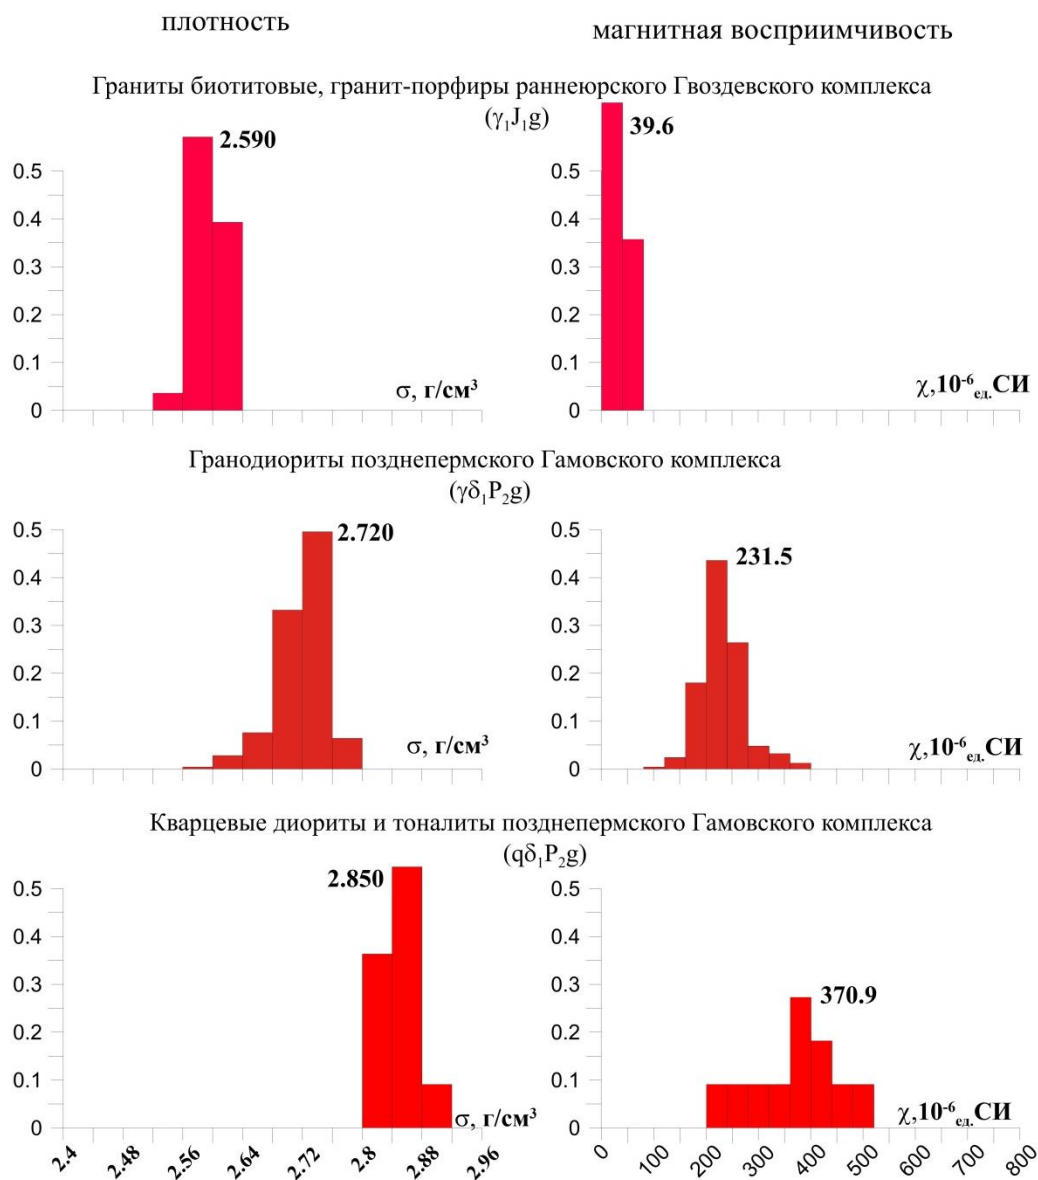 плотность
магнитная восприимчивость
Граниты биотитовые, гранит-порфиры раннеюрского Гвоздевского комплекса
(γ₁J₁g)
2.590
39.6
0.5
0.4
0.3
0.2
0.1
0
σ, г/см³
0.5
0.4
0.3
0.2
0.1
0
χ,10⁻⁶ед.СИ
Гранодиориты позднепермского Гамовского комплекса
(γδ₁P₂g)
2.720
231.5
0.5
0.4
0.3
0.2
0.1
0
σ, г/см³
0.5
0.4
0.3
0.2
0.1
0
χ,10⁻⁶ед.СИ
Кварцевые диориты и тоналиты позднепермского Гамовского комплекса
(qδ₁P₂g)
2.850
370.9
0.5
0.4
0.3
0.2
0.1
0
σ, г/см³
0.5
0.4
0.3
0.2
0.1
0
χ,10⁻⁶ед.СИ
2.4 2.48 2.56 2.64 2.72 2.8 2.88 2.96
0 100 200 300 400 500 600 700 800